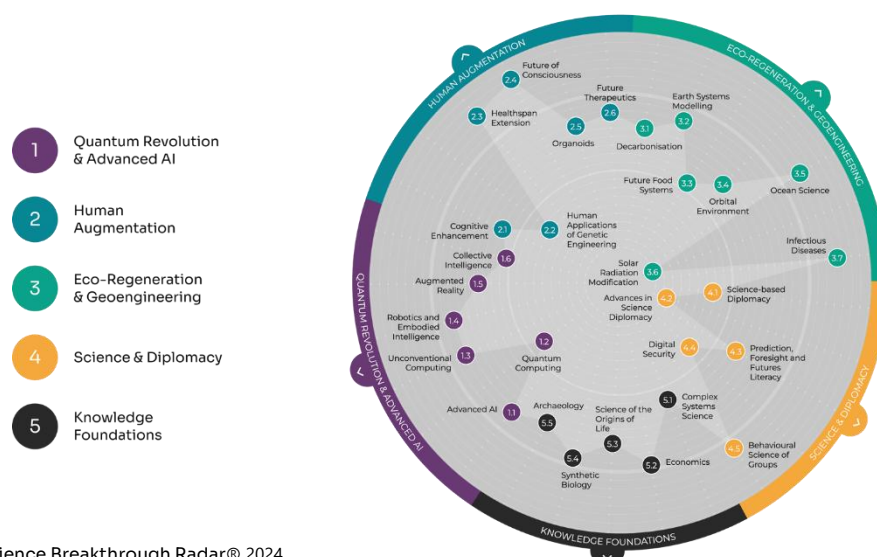 1
Quantum Revolution
& Advanced AI
2
Human
Augmentation
3
Eco-Regeneration
& Geoengineering
4
Science & Diplomacy
5
Knowledge
Foundations
HUMAN AUGMENTATION
ECO-REGENERATION & GEOENGINEERING
QUANTUM REVOLUTION & ADVANCED AI
SCIENCE & DIPLOMACY
KNOWLEDGE FOUNDATIONS
2.4
Future of
Consciousness
2.3
Healthspan
Extension
2.5
Organoids
Future
Therapeutics
2.6
3.1
Decarbonisation
Earth Systems
Modelling
3.2
Future Food
Systems
3.3
3.4
Orbital
Environment
3.5
Ocean Science
Infectious
Diseases
3.7
Cognitive
Enhancement
2.1
2.2
Human
Applications
of Genetic
Engineering
Collective
Intelligence
1.6
Augmented
Reality
1.5
Robotics and
Embodied
Intelligence
1.4
Unconventional
Computing
1.3
1.2
Quantum
Computing
Advanced AI
1.1
Solar
Radiation
Modification
3.6
Advances in
Science
Diplomacy
4.2
4.1
Science-based
Diplomacy
Digital
Security
4.4
4.3
Prediction,
Foresight and
Futures
Literacy
4.5
Behavioural
Science of
Groups
5.1
Complex
Systems
Science
Archaeology
5.5
Science of the
Origins of
Life
5.3
5.4
Synthetic
Biology
5.2
Economics
ience Breakthrough Radar® 2024